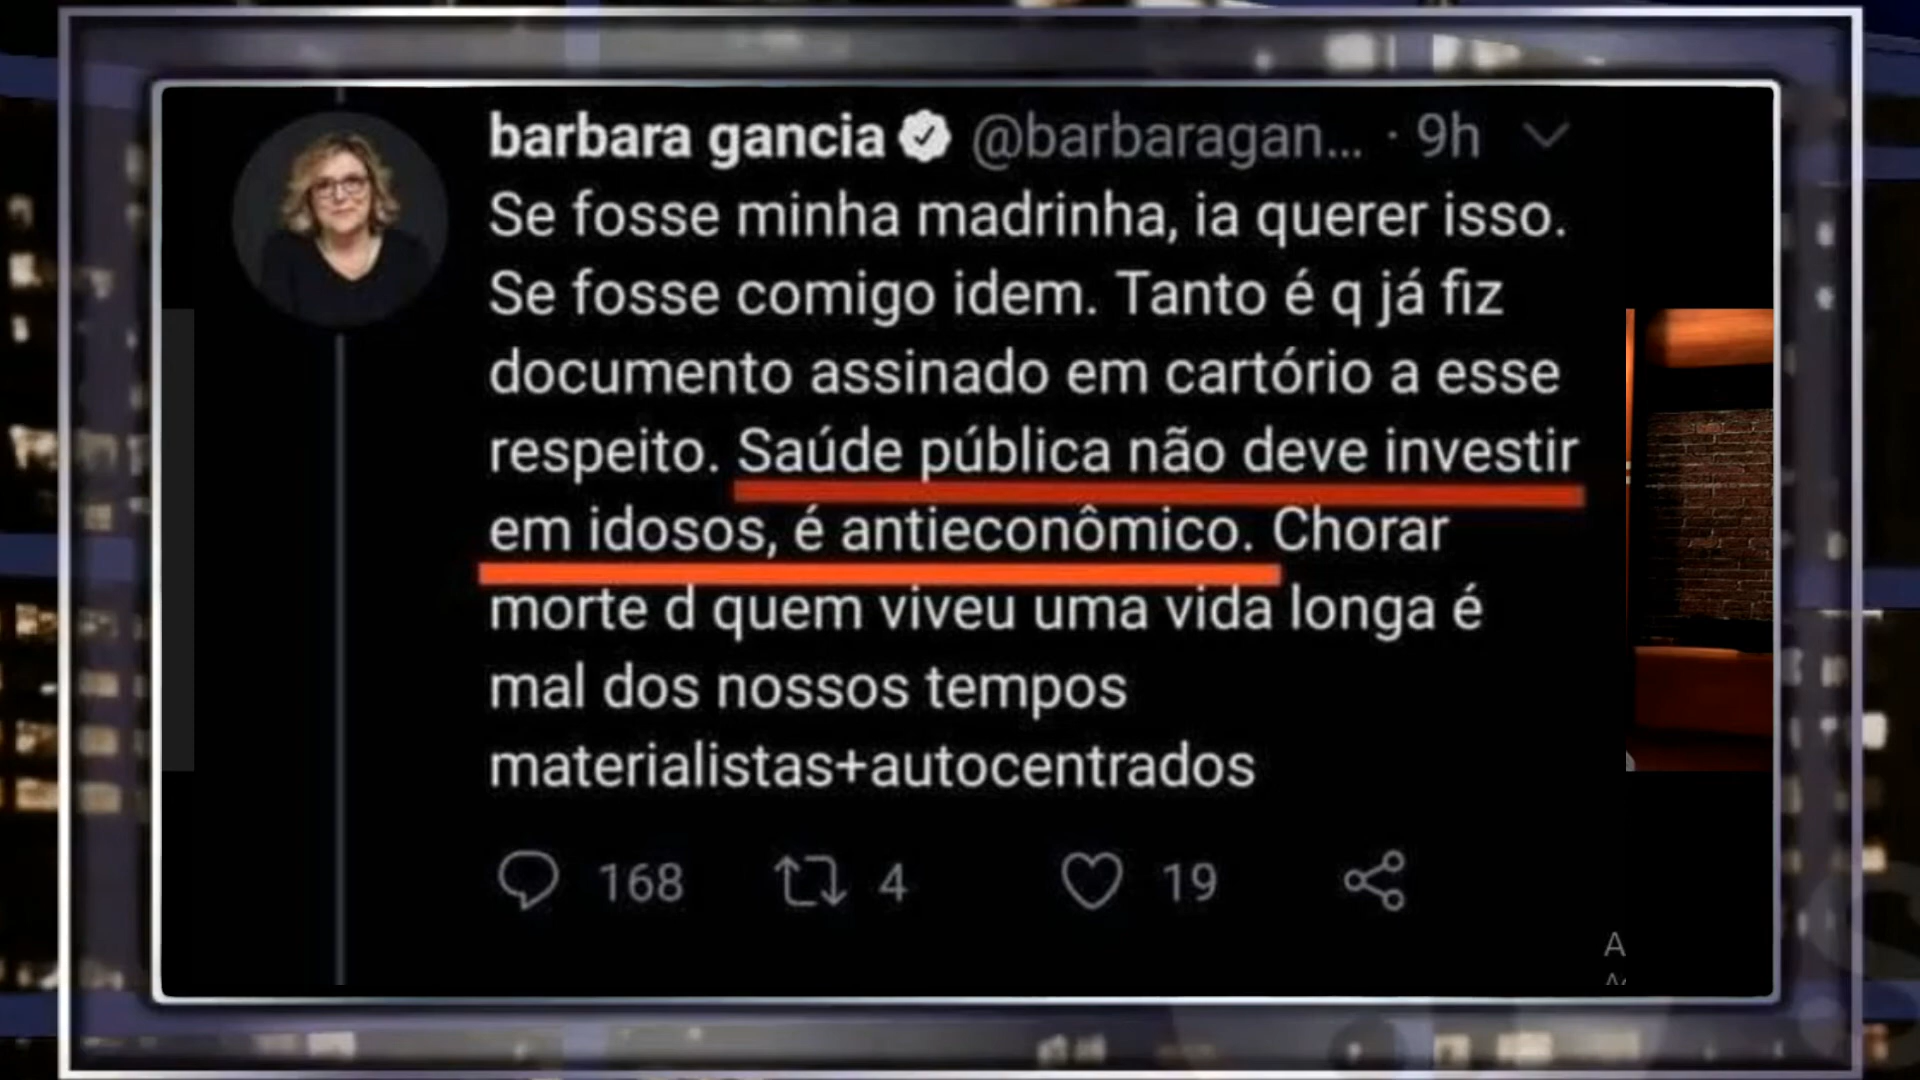 barbara gancia @barbaragan... · 9h
Se fosse minha madrinha, ia querer isso.
Se fosse comigo idem. Tanto é q já fiz
documento assinado em cartório a esse
respeito. Saúde pública não deve investir
em idosos, é antieconômico. Chorar
morte d quem viveu uma vida longa é
mal dos nossos tempos
materialistas+autocentrados
168 4 19
A